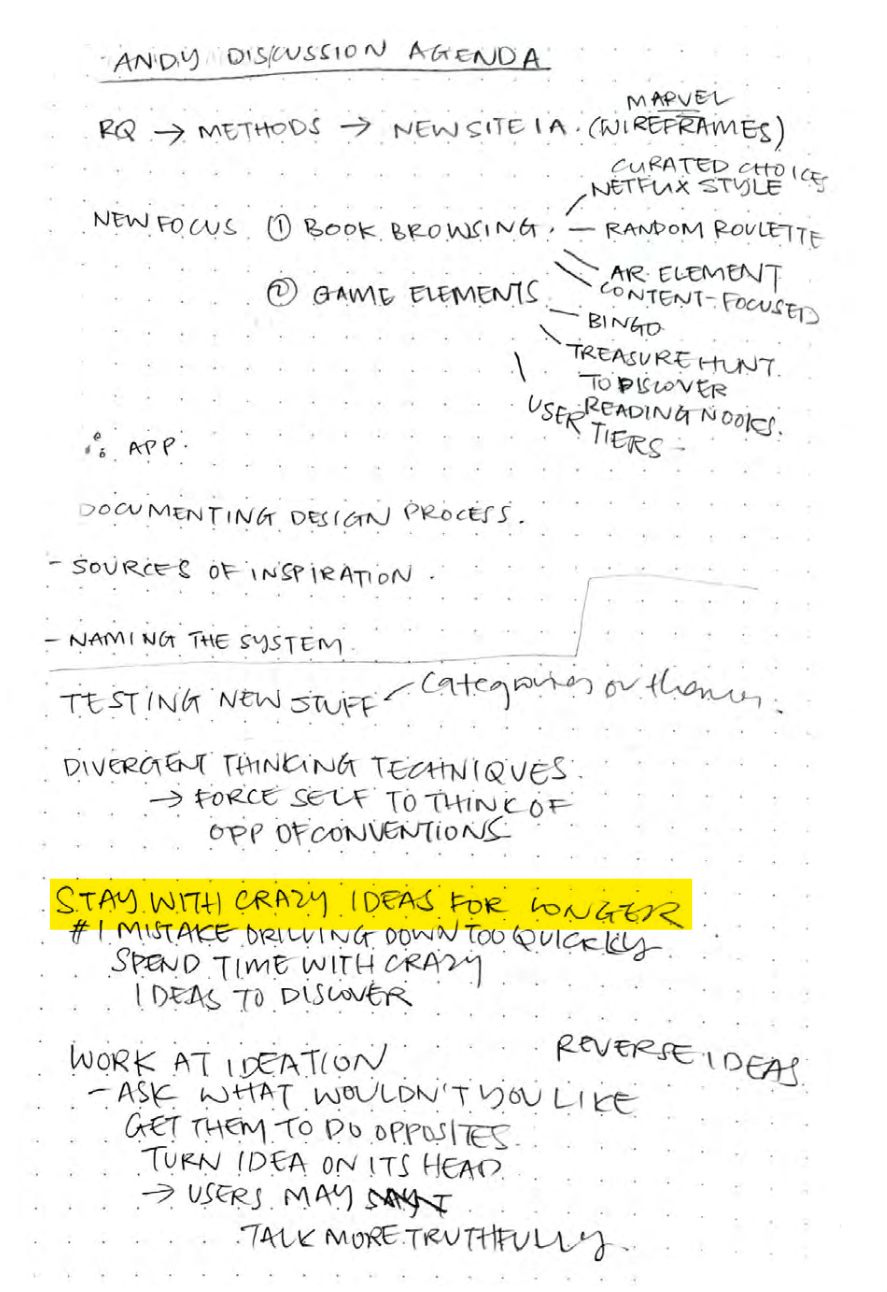 ANDY DISCUSSION AGENDA
MARVEL
RQ → METHODS → NEW SITE IA. (WIREFRAMES)
CURATED CHOICES
NETFLIX STYLE
NEW FOCUS ① BOOK BROWSING. — RANDOM ROULETTE
AR ELEMENT
CONTENT-FOCUSED
② GAME ELEMENTS
BINGO
TREASURE HUNT
TO DISCOVER
READING NOOKS.
USER TIERS -
∴ APP.
DOCUMENTING DESIGN PROCESS.
- SOURCES OF INSPIRATION.
- NAMING THE SYSTEM.
TESTING NEW STUFF - Categories or themes.
DIVERGENT THINKING TECHNIQUES.
→ FORCE SELF TO THINK OF
OPP OF CONVENTIONS
STAY WITH CRAZY IDEAS FOR LONGER
#1 MISTAKE DRILLING DOWN TOO QUICKLY
SPEND TIME WITH CRAZY
IDEAS TO DISCOVER
WORK AT IDEATION
REVERSE IDEAS
- ASK WHAT WOULDN'T YOU LIKE
GET THEM TO DO OPPOSITES
TURN IDEA ON ITS HEAD
→ USERS MAY
TALK MORE TRUTHFULLY.